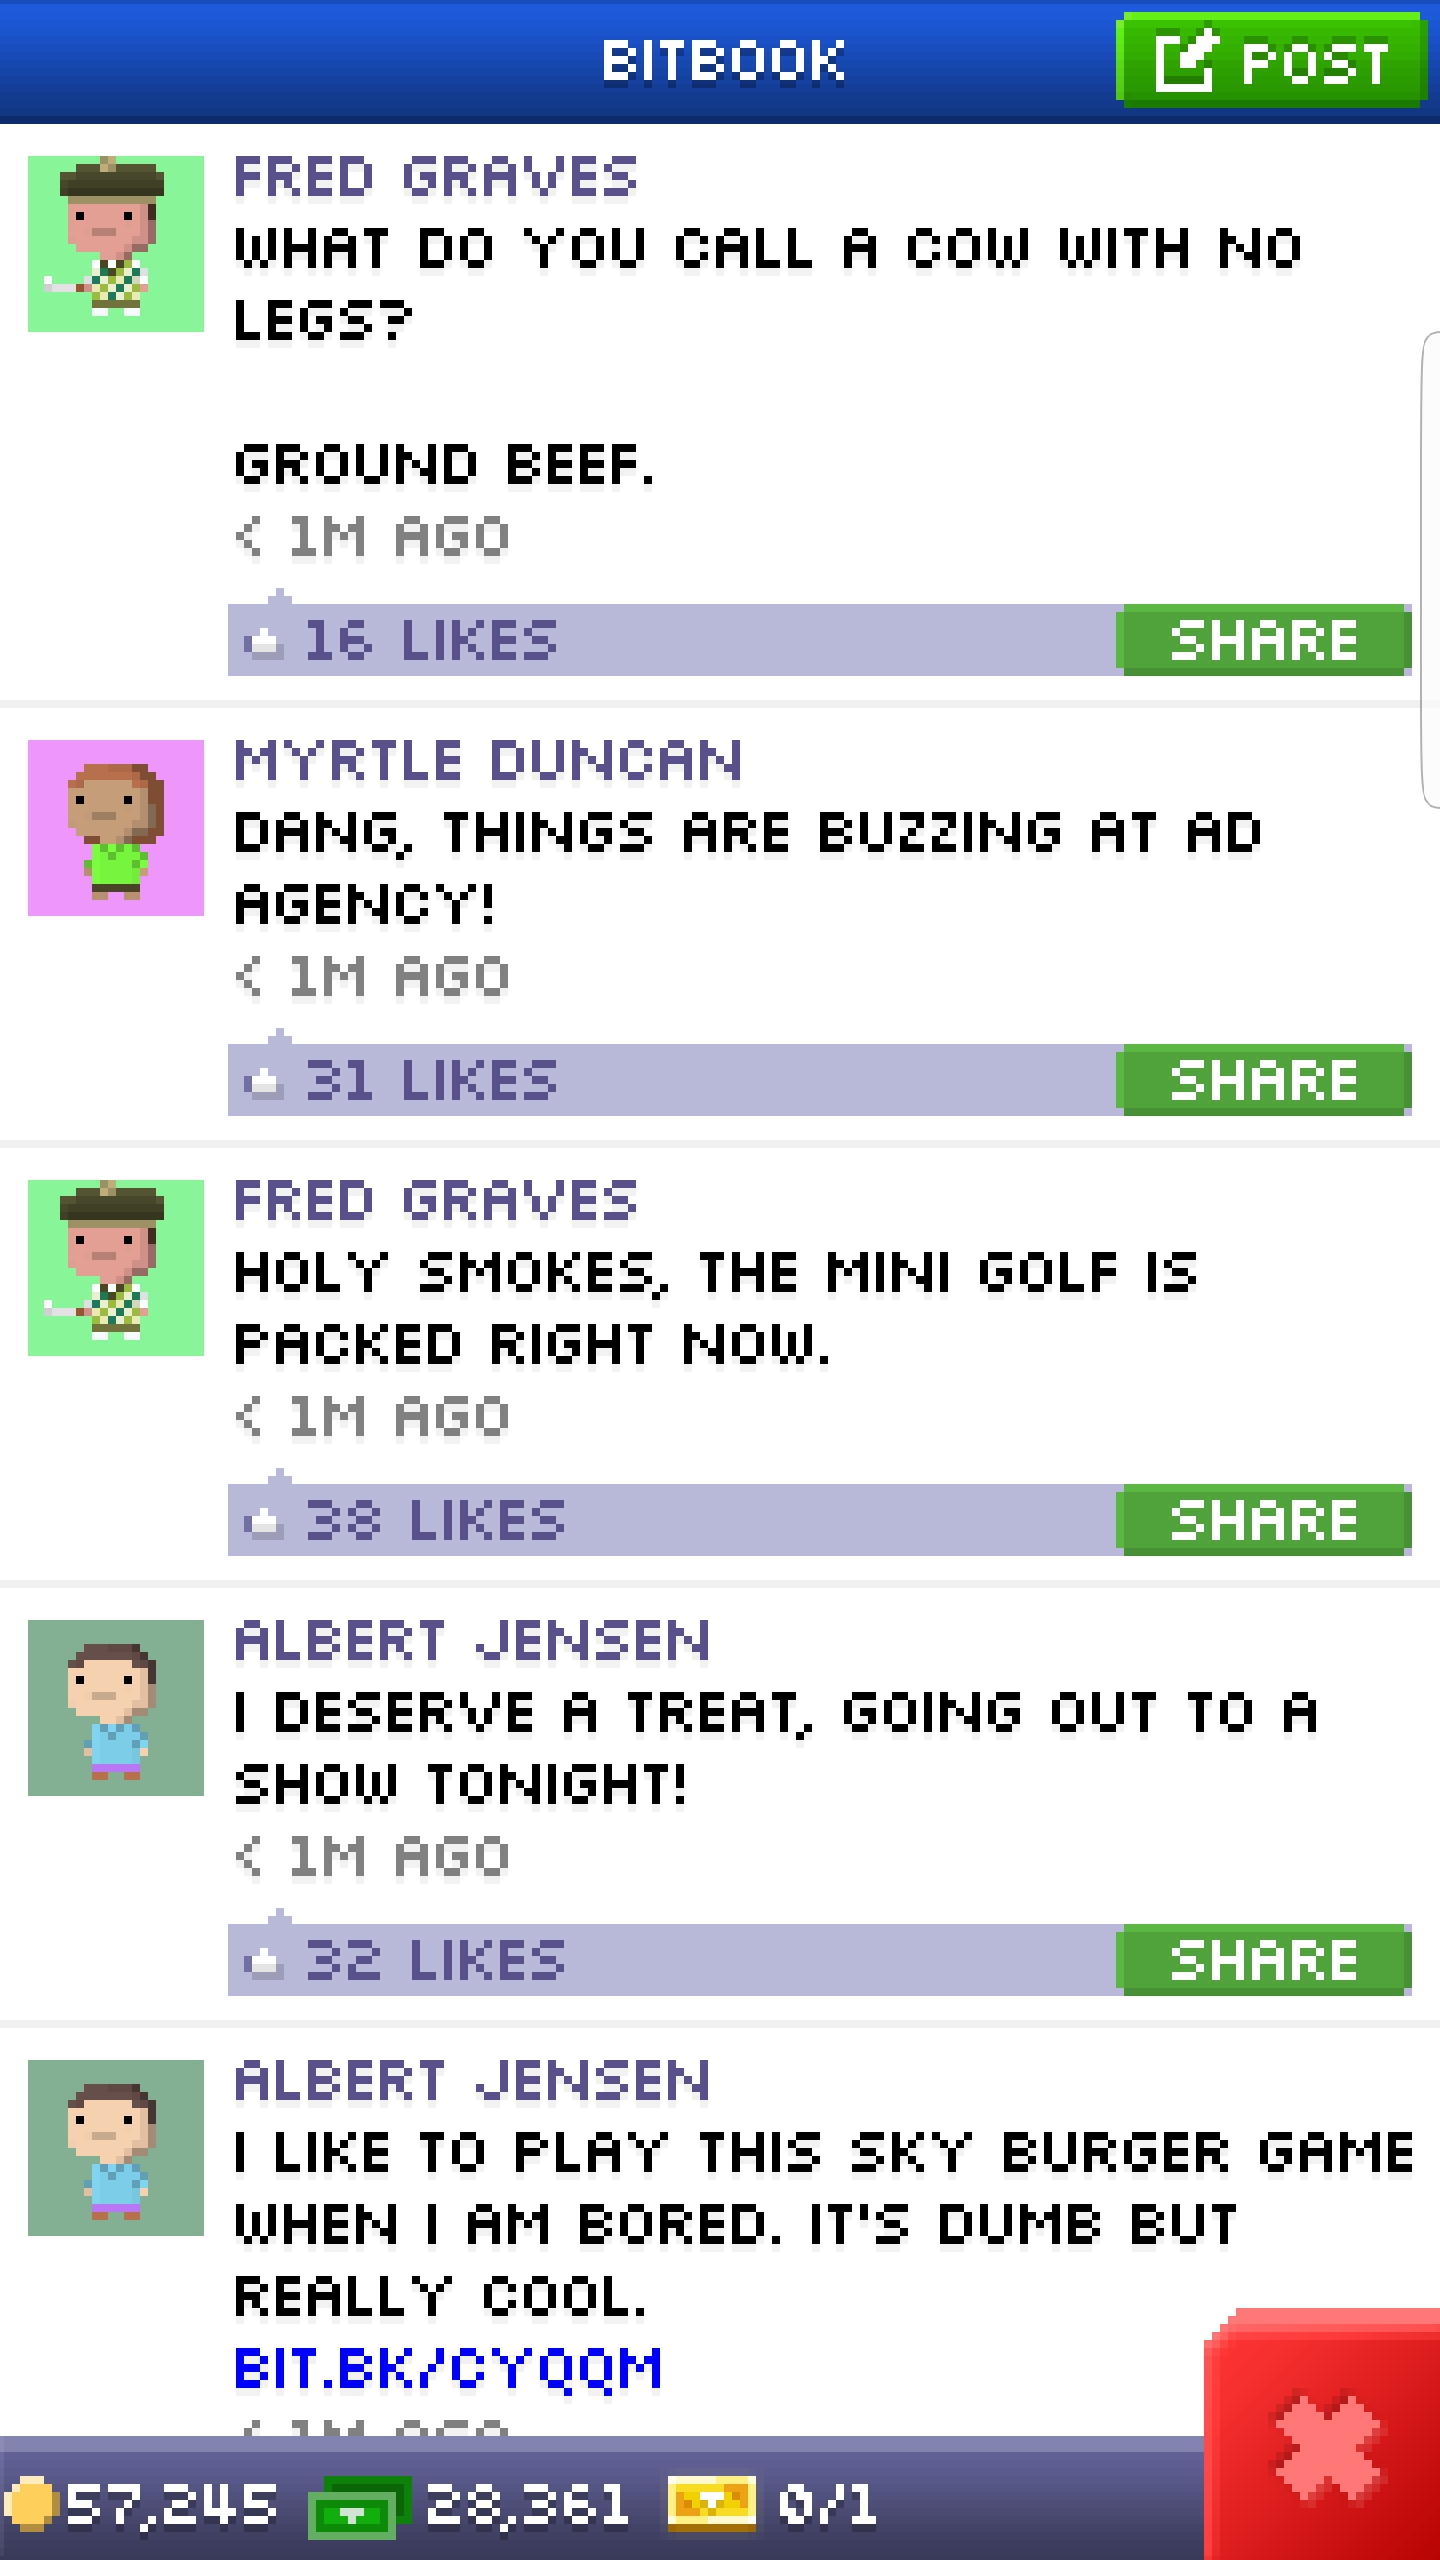 BITBOOK
POST
FRED GRAVES
WHAT DO YOU CALL A COW WITH NO
LEGS?
GROUND BEEF.
< 1M AGO
16 LIKES
SHARE
MYRTLE DUNCAN
DANG, THINGS ARE BUZZING AT AD
AGENCY!
< 1M AGO
31 LIKES
SHARE
FRED GRAVES
HOLY SMOKES, THE MINI GOLF IS
PACKED RIGHT NOW.
< 1M AGO
38 LIKES
SHARE
ALBERT JENSEN
I DESERVE A TREAT, GOING OUT TO A
SHOW TONIGHT!
< 1M AGO
32 LIKES
SHARE
ALBERT JENSEN
I LIKE TO PLAY THIS SKY BURGER GAME
WHEN I AM BORED. IT'S DUMB BUT
REALLY COOL.
BIT.BK/CYQQM
< 1M AGO
57,245
28,361
0/1